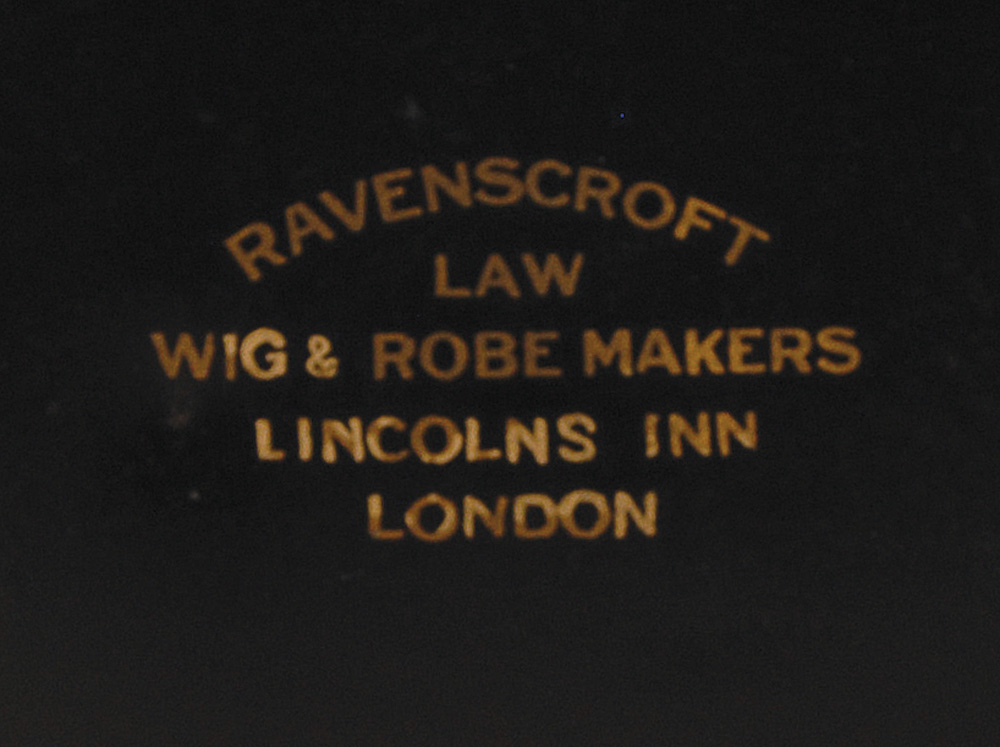 RAVENSCROFT
LAW
WIG & ROBE MAKERS
LINCOLNS INN
LONDON